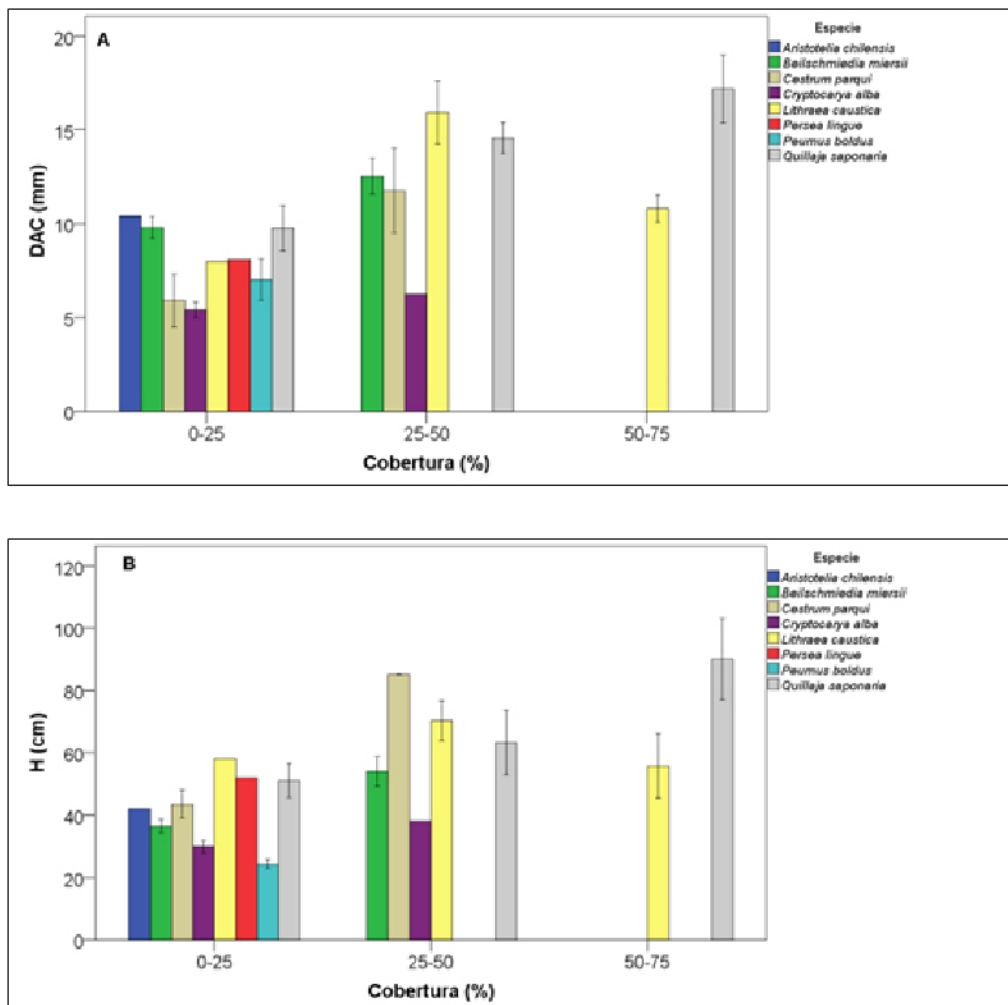 A
Especie
Aristotelia chilensis
Beilschmiedia miersii
Cestrum parqui
Cryptocarya alba
Lithraea caustica
Persea lingue
Peumus boldus
Quillaja saponaria
20
15
10
5
0
DAC (mm)
0-25
25-50
50-75
Cobertura (%)
B
Especie
Aristotelia chilensis
Beilschmiedia miersii
Cestrum parqui
Cryptocarya alba
Lithraea caustica
Persea lingue
Peumus boldus
Quillaja saponaria
120
100
80
60
40
20
0
H (cm)
0-25
25-50
50-75
Cobertura (%)